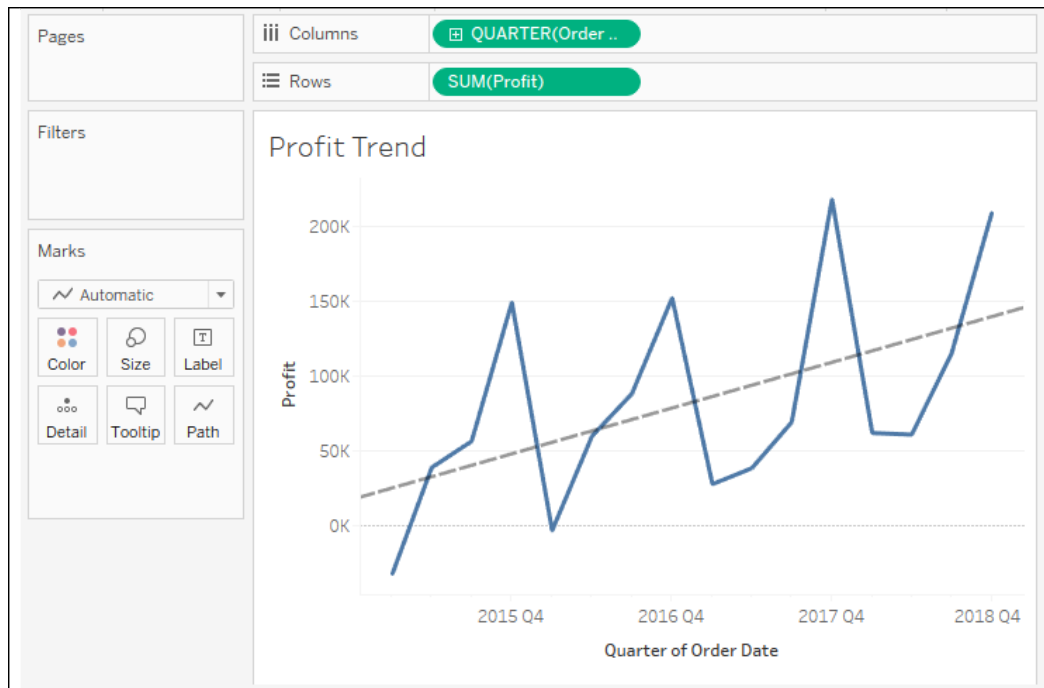 Pages
Columns
QUARTER(Order ..
Rows
SUM(Profit)
Filters
Marks
Automatic
Color
Size
T
Label
Detail
Tooltip
Path
Profit Trend
Profit
200K
150K
100K
50K
0K
2015 Q4
2016 Q4
2017 Q4
2018 Q4
Quarter of Order Date